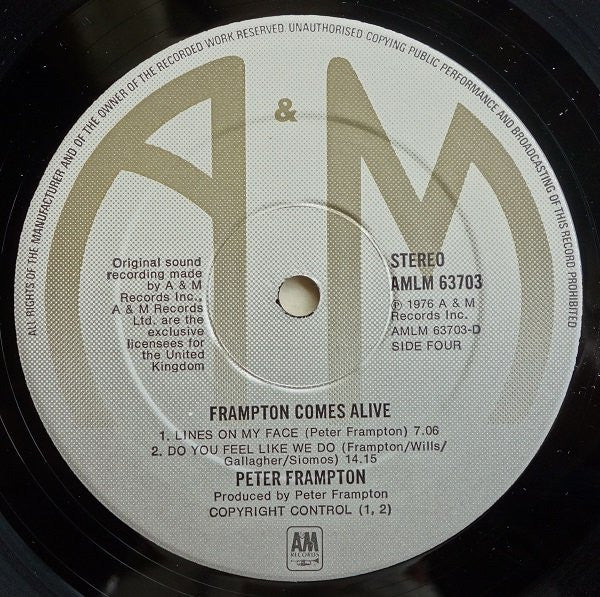 ALL RIGHTS OF THE MANUFACTURER AND OF THE OWNER OF THE RECORDED WORK RESERVED. UNAUTHORISED COPYING PUBLIC PERFORMANCE AND BROADCASTING OF THIS RECORD PROHIBITED
A & M
Original sound
recording made
by A & M
Records Inc.,
A & M Records
Ltd. are the
exclusive
licensees for
the United
Kingdom
STEREO
AMLM 63703
℗ 1976 A & M
Records Inc.
AMLM 63703-D
SIDE FOUR
FRAMPTON COMES ALIVE
1. LINES ON MY FACE (Peter Frampton) 7.06
2. DO YOU FEEL LIKE WE DO (Frampton/Wills/
Gallagher/Siomos) 14.15
PETER FRAMPTON
Produced by Peter Frampton
COPYRIGHT CONTROL (1, 2)
AM
RECORDS